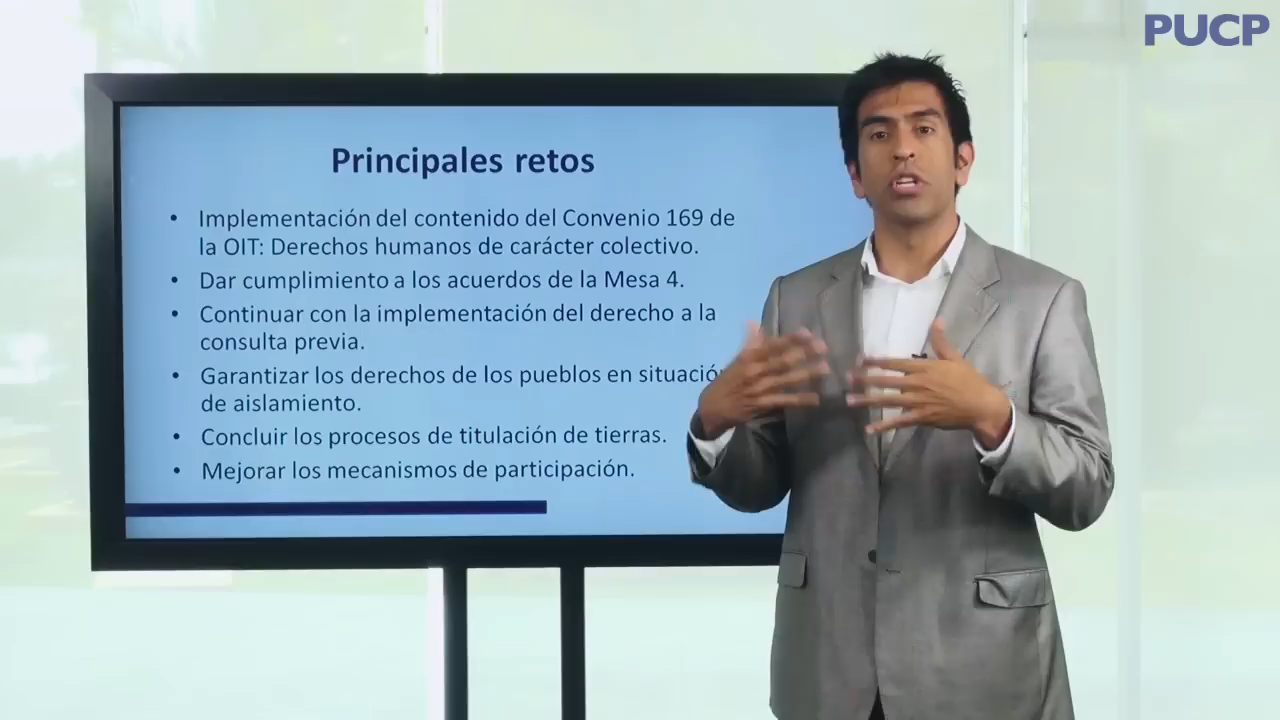 PUCP
Principales retos
• Implementación del contenido del Convenio 169 de
la OIT: Derechos humanos de carácter colectivo.
• Dar cumplimiento a los acuerdos de la Mesa 4.
• Continuar con la implementación del derecho a la
consulta previa.
• Garantizar los derechos de los pueblos en situación
de aislamiento.
• Concluir los procesos de titulación de tierras.
• Mejorar los mecanismos de participación.